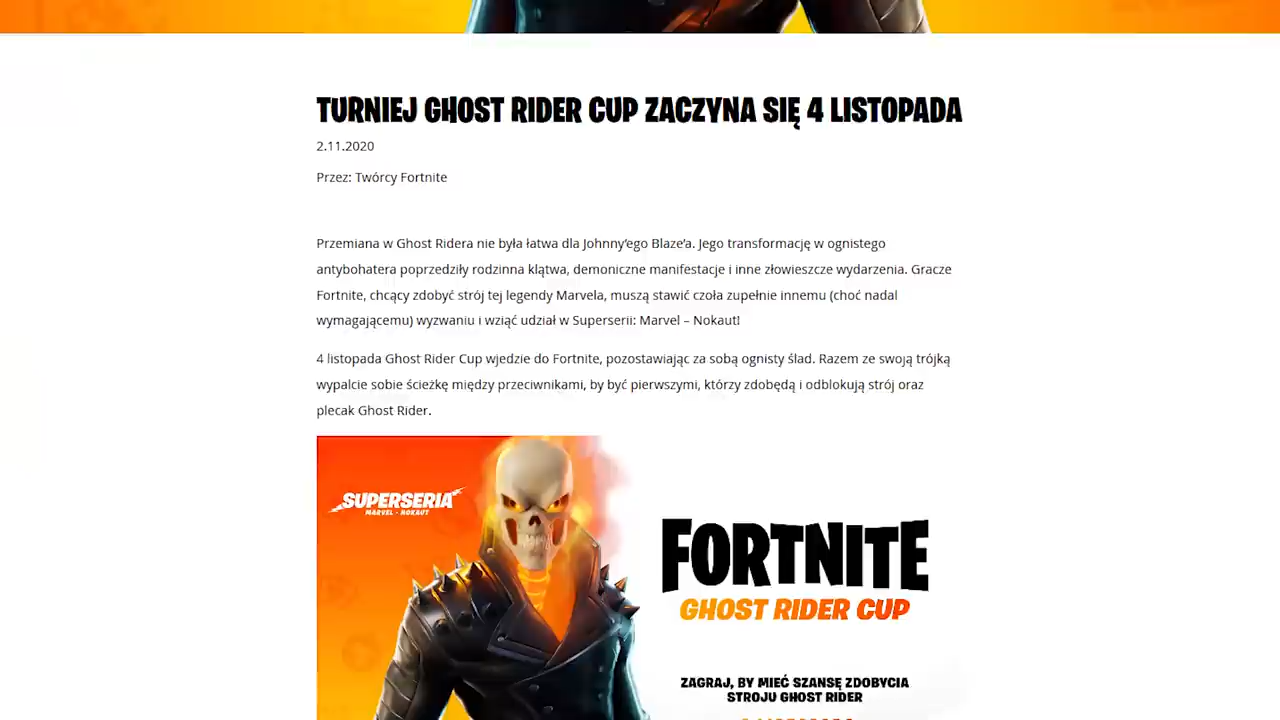 TURNIEJ GHOST RIDER CUP ZACZYNA SIĘ 4 LISTOPADA
2.11.2020
Przez: Twórcy Fortnite
Przemiana w Ghost Ridera nie była łatwa dla Johnny'ego Blaze'a. Jego transformację w ognistego
antybohatera poprzedziły rodzinna klątwa, demoniczne manifestacje i inne złowieszcze wydarzenia. Gracze
Fortnite, chcący zdobyć strój tej legendy Marvela, muszą stawić czoła zupełnie innemu (choć nadal
wymagającemu) wyzwaniu i wziąć udział w Superserii: Marvel – Nokaut!
4 listopada Ghost Rider Cup wjedzie do Fortnite, pozostawiając za sobą ognisty ślad. Razem ze swoją trójką
wypalcie sobie ścieżkę między przeciwnikami, by być pierwszymi, którzy zdobędą i odblokują strój oraz
plecak Ghost Rider.
SUPERSERIA
MARVEL - NOKAUT
FORTNITE
GHOST RIDER CUP
ZAGRAJ, BY MIEĆ SZANSĘ ZDOBYCIA
STROJU GHOST RIDER